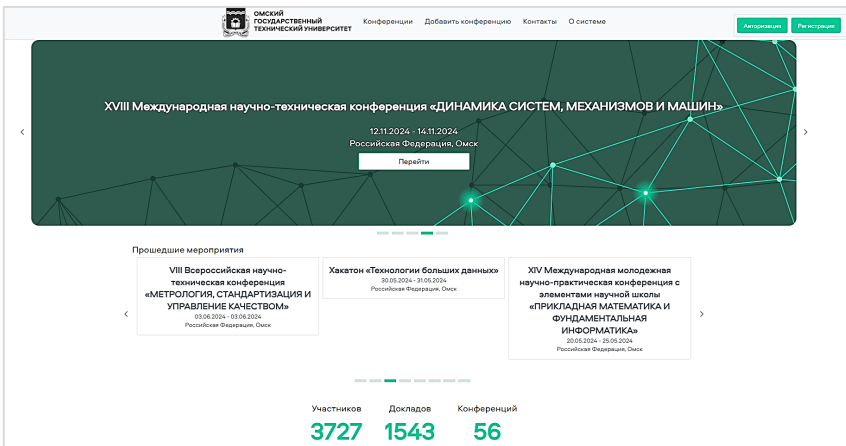 ОМСКИЙ
ГОСУДАРСТВЕННЫЙ
ТЕХНИЧЕСКИЙ УНИВЕРСИТЕТ
Конференции Добавить конференцию Контакты О системе
Авторизация Регистрация
XVIII Международная научно-техническая конференция «ДИНАМИКА СИСТЕМ, МЕХАНИЗМОВ И МАШИН»
12.11.2024 - 14.11.2024
Российская Федерация, Омск
Перейти
Прошедшие мероприятия
VIII Всероссийская научно-
техническая конференция
«МЕТРОЛОГИЯ, СТАНДАРТИЗАЦИЯ И
УПРАВЛЕНИЕ КАЧЕСТВОМ»
03.06.2024 - 03.06.2024
Российская Федерация, Омск
Хакатон «Технологии больших данных»
30.05.2024 - 31.05.2024
Российская Федерация, Омск
XIV Международная молодежная
научно-практическая конференция с
элементами научной школы
«ПРИКЛАДНАЯ МАТЕМАТИКА И
ФУНДАМЕНТАЛЬНАЯ
ИНФОРМАТИКА»
20.05.2024 - 25.05.2024
Российская Федерация, Омск
Участников Докладов Конференций
3727 1543 56